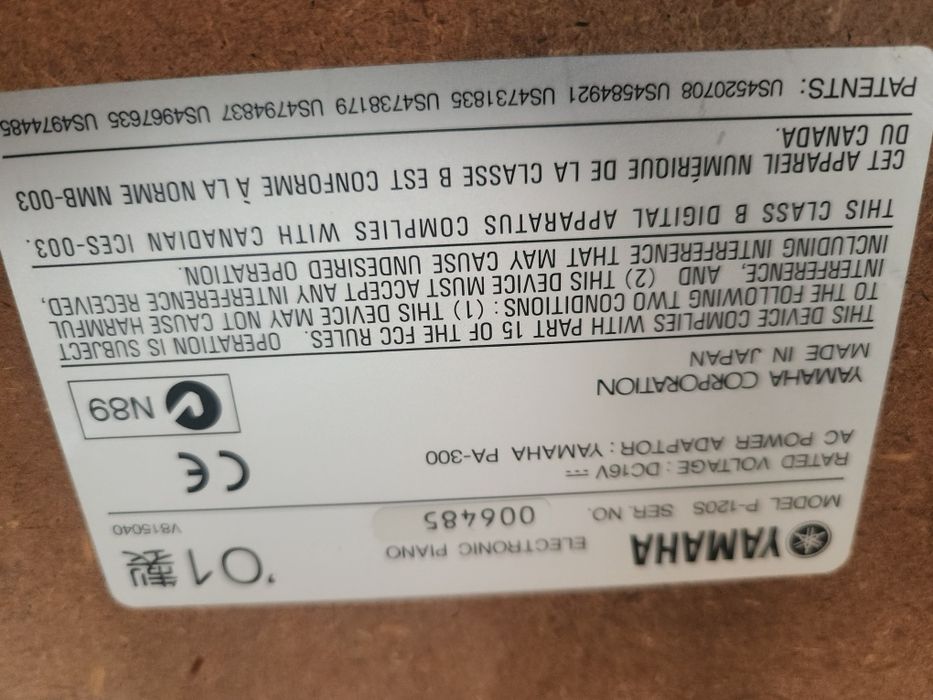 YAMAHA ELECTRONIC PIANO '01製
MODEL P-120S SER. NO. 006485 V815040
RATED VOLTAGE : DC16V
AC POWER ADAPTOR : YAMAHA PA-300
CE
YAMAHA CORPORATION
MADE IN JAPAN
N89
THIS DEVICE COMPLIES WITH PART 15 OF THE FCC RULES. OPERATION IS SUBJECT
TO THE FOLLOWING TWO CONDITIONS: (1) THIS DEVICE MAY NOT CAUSE HARMFUL
INTERFERENCE, AND (2) THIS DEVICE MUST ACCEPT ANY INTERFERENCE RECEIVED,
INCLUDING INTERFERENCE THAT MAY CAUSE UNDESIRED OPERATION.
THIS CLASS B DIGITAL APPARATUS COMPLIES WITH CANADIAN ICES-003.
CET APPAREIL NUMÉRIQUE DE LA CLASSE B EST CONFORME À LA NORME NMB-003
DU CANADA.
PATENTS: US4520708 US4584921 US4731835 US4738179 US4794837 US4967635 US4974485